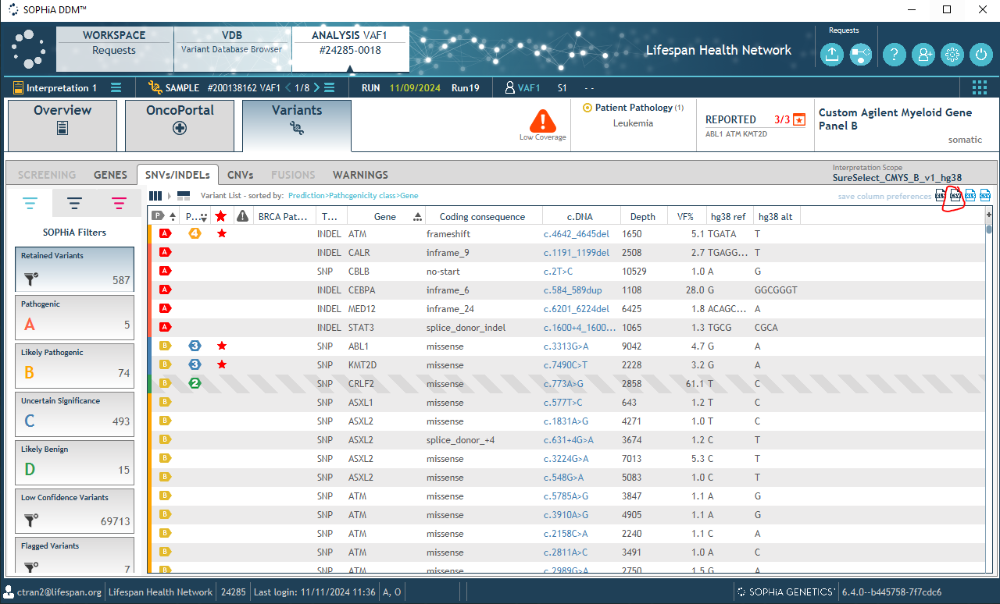 SOPHiA DDM™
WORKSPACE
Requests
VDB
Variant Database Browser
ANALYSIS VAF1
#24285-0018
Lifespan Health Network
Requests
?
Interpretation 1
SAMPLE #200138162 VAF1 1/8
RUN 11/09/2024 Run19
VAF1 S1 - -
Overview
OncoPortal
Variants
Low Coverage
Patient Pathology (1)
Leukemia
REPORTED 3/3
ABL1 ATM KMT2D
Custom Agilent Myeloid Gene
Panel B
somatic
SCREENING GENES SNVs/INDELs CNVs FUSIONS WARNINGS
Interpretation Scope
SureSelect_CMYS_B_v1_hg38
Variant List - sorted by: Prediction>Pathogenicity class>Gene
save column preferences XLS CSV XLS CSV
SOPHiA Filters
Retained Variants
587
Pathogenic
A 5
Likely Pathogenic
B 74
Uncertain Significance
C 493
Likely Benign
D 15
Low Confidence Variants
69713
Flagged Variants
7
P P... BRCA Pat... T... Gene Coding consequence c.DNA Depth VF% hg38 ref hg38 alt
A 4 INDEL ATM frameshift c.4642_4645del 1650 5.1 TGATA T
A INDEL CALR inframe_9 c.1191_1199del 2508 2.7 TGAGG... T
A SNP CBLB no-start c.2T>C 10529 1.0 A G
A INDEL CEBPA inframe_6 c.584_589dup 1108 28.0 G GGCGGGT
A INDEL MED12 inframe_24 c.6201_6224del 6425 1.8 ACAGC... A
A INDEL STAT3 splice_donor_indel c.1600+4_1600... 1065 1.3 TGCG CGCA
B 3 SNP ABL1 missense c.3313G>A 9042 4.7 G A
B 3 SNP KMT2D missense c.7490C>T 2228 3.2 G A
B 2 SNP CRLF2 missense c.773A>G 2858 61.1 T C
B SNP ASXL1 missense c.577T>C 643 1.2 T C
B SNP ASXL2 missense c.1831A>G 4271 1.0 T C
B SNP ASXL2 splice_donor_+4 c.631+4G>A 3674 1.2 C T
B SNP ASXL2 missense c.3224G>A 7013 5.3 C T
B SNP ASXL2 missense c.548G>A 5083 1.0 C T
B SNP ATM missense c.5785A>G 3847 1.1 A G
B SNP ATM missense c.3910A>G 4905 1.1 A G
B SNP ATM missense c.2158C>A 2240 1.1 C A
B SNP ATM missense c.2811A>C 3491 1.0 A C
B SNP ATM missense c.2989G>A 2750 1.5 G A
ctran2@lifespan.org Lifespan Health Network 24285 Last login: 11/11/2024 11:36 A, O
SOPHiA GENETICS™ 6.4.0--b445758-7f7cdc6